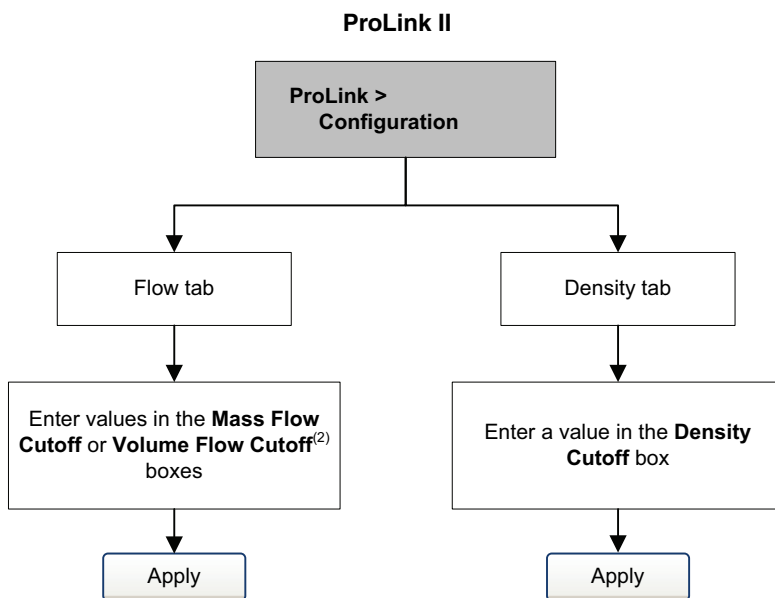 ProLink II
ProLink >
Configuration
Flow tab
Density tab
Enter values in the Mass Flow
Cutoff or Volume Flow Cutoff(2)
boxes
Enter a value in the Density
Cutoff box
Apply
Apply